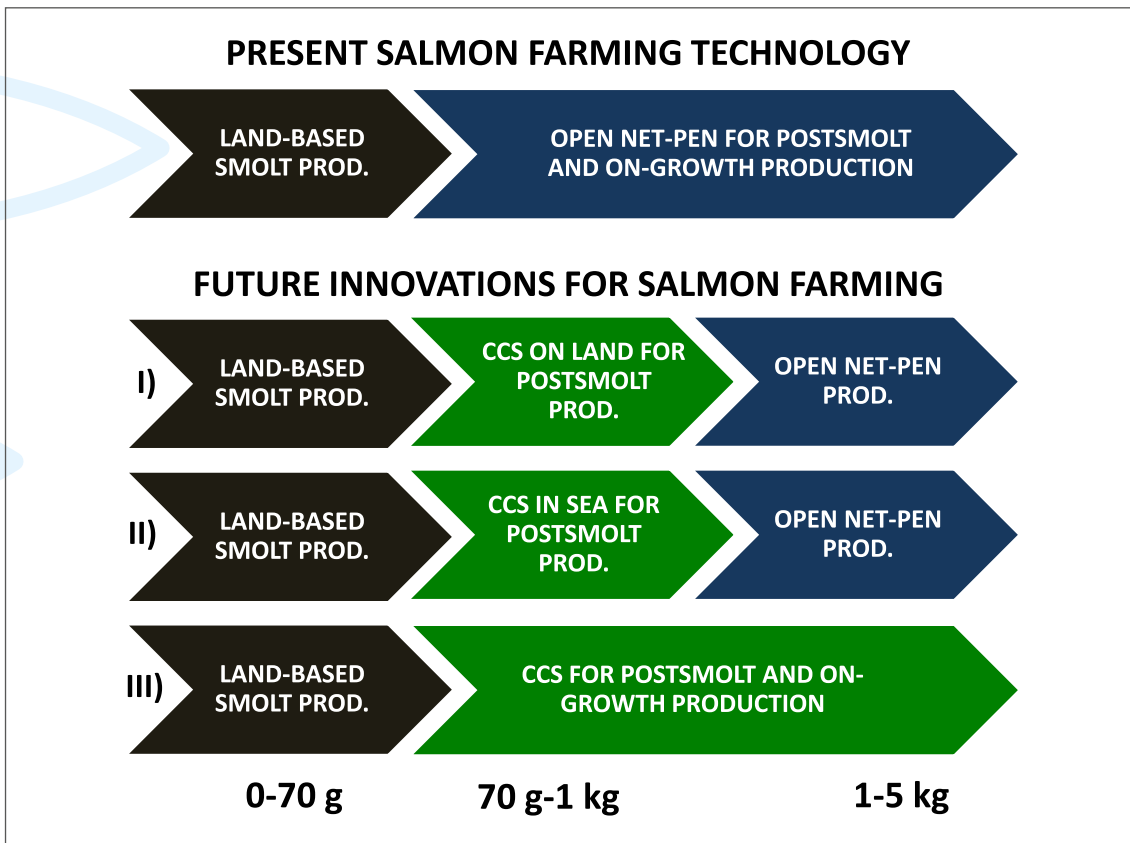 PRESENT SALMON FARMING TECHNOLOGY
LAND-BASED
SMOLT PROD.
OPEN NET-PEN FOR POSTSMOLT
AND ON-GROWTH PRODUCTION
FUTURE INNOVATIONS FOR SALMON FARMING
I)
LAND-BASED
SMOLT PROD.
CCS ON LAND FOR
POSTSMOLT
PROD.
OPEN NET-PEN
PROD.
II)
LAND-BASED
SMOLT PROD.
CCS IN SEA FOR
POSTSMOLT
PROD.
OPEN NET-PEN
PROD.
III)
LAND-BASED
SMOLT PROD.
CCS FOR POSTSMOLT AND ON-
GROWTH PRODUCTION
0-70 g
70 g-1 kg
1-5 kg